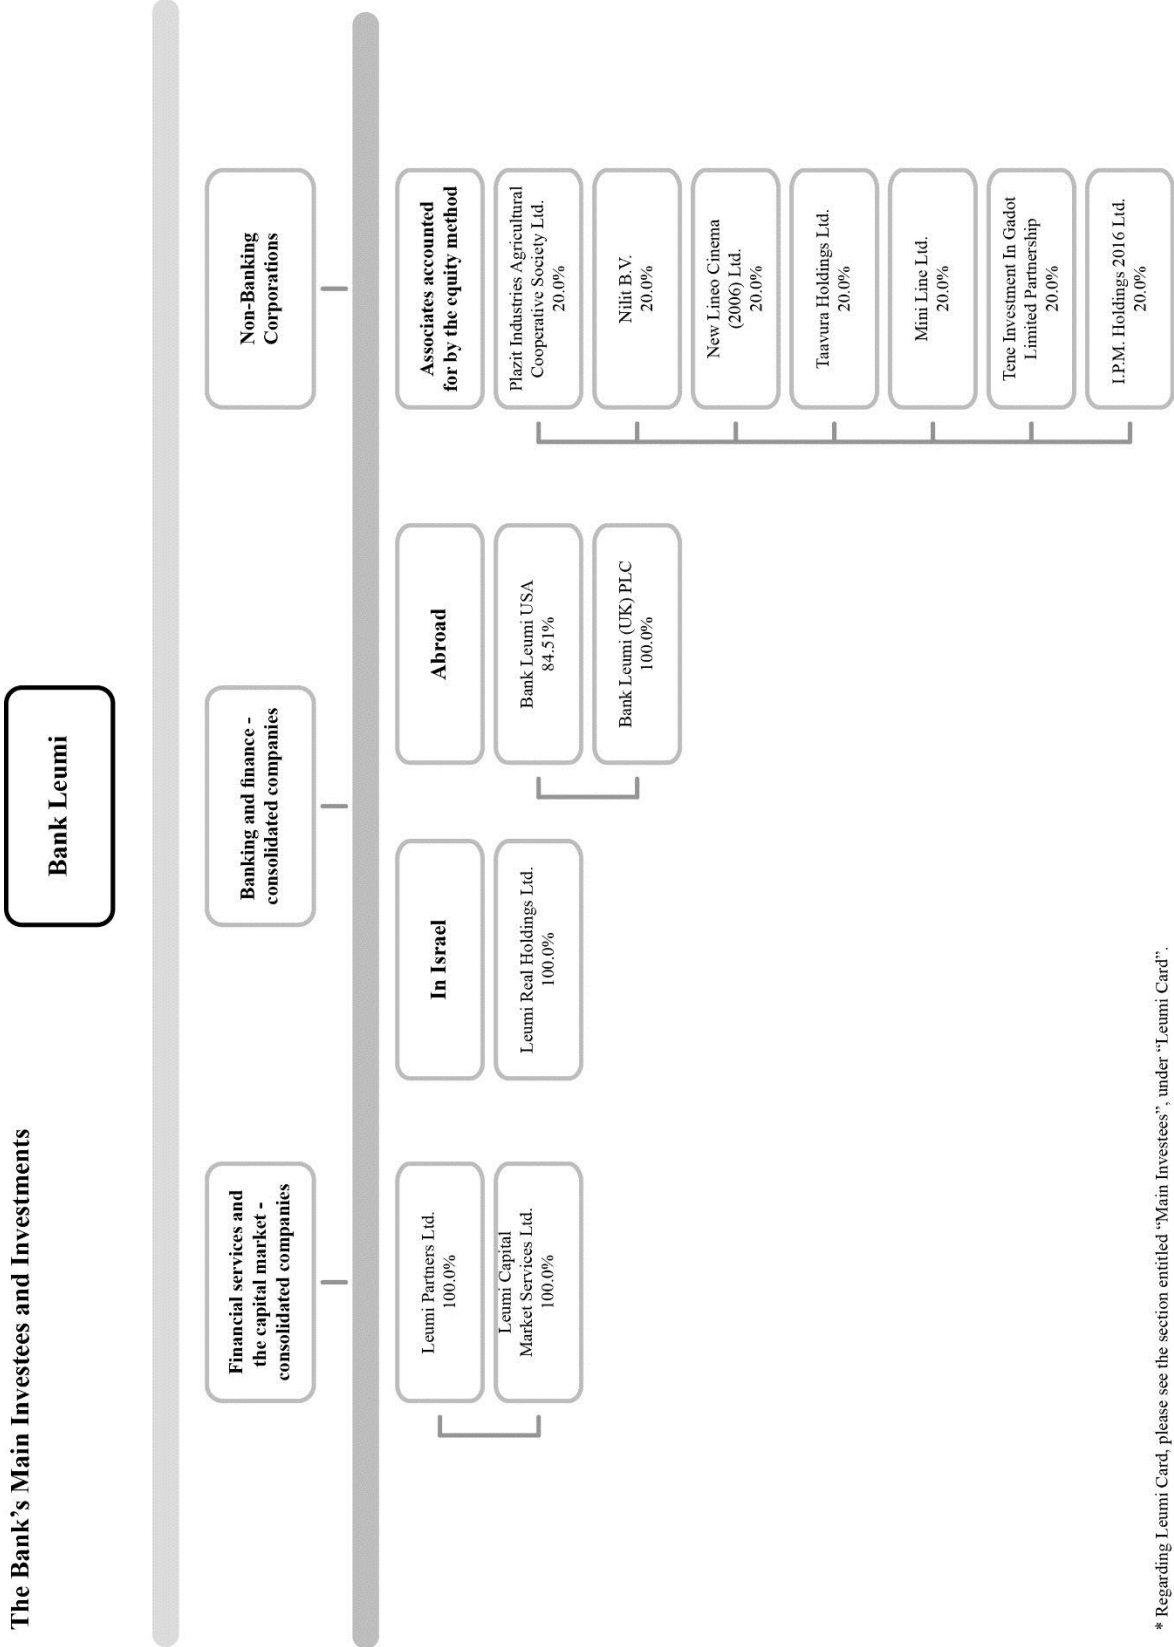 The Bank’s Main Investees and Investments
Bank Leumi
Financial services and
the capital market -
consolidated companies
Leumi Partners Ltd.
100.0%
Leumi Capital
Market Services Ltd.
100.0%
Banking and finance -
consolidated companies
In Israel
Leumi Real Holdings Ltd.
100.0%
Abroad
Bank Leumi USA
84.51%
Bank Leumi (UK) PLC
100.0%
Non-Banking
Corporations
Associates accounted
for by the equity method
Plazit Industries Agricultural
Cooperative Society Ltd.
20.0%
Nilit B.V.
20.0%
New Lineo Cinema
(2006) Ltd.
20.0%
Taavura Holdings Ltd.
20.0%
Mini Line Ltd.
20.0%
Tene Investment In Gadot
Limited Partnership
20.0%
I.P.M. Holdings 2016 Ltd.
20.0%
* Regarding Leumi Card, please see the section entitled “Main Investees”, under “Leumi Card”.